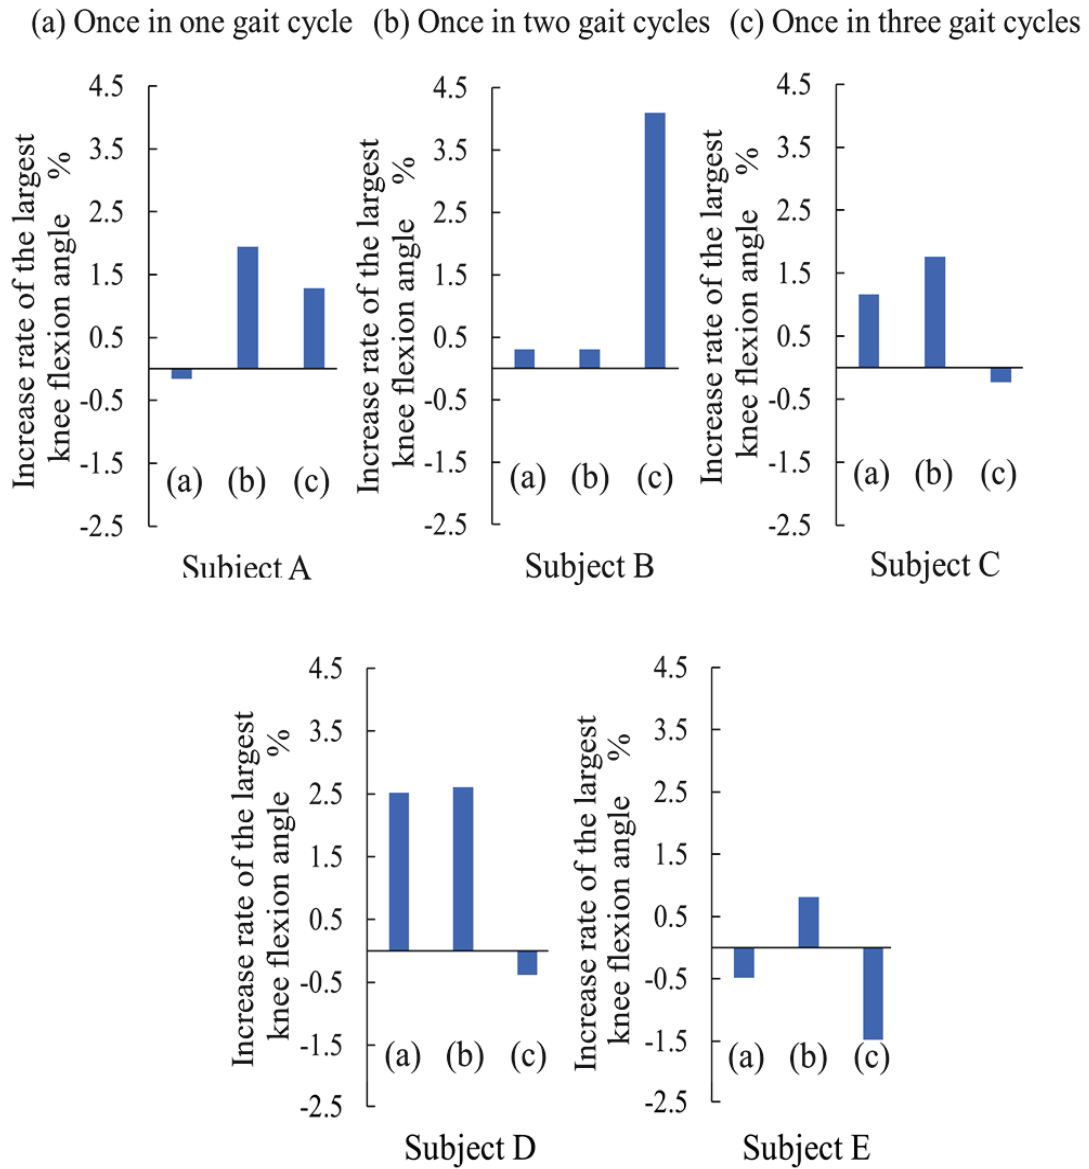 (a) Once in one gait cycle (b) Once in two gait cycles (c) Once in three gait cycles
Increase rate of the largest
knee flexion angle %
4.5
3.5
2.5
1.5
0.5
-0.5
-1.5
-2.5
(a) (b) (c)
Subject A
Increase rate of the largest
knee flexion angle %
4.5
3.5
2.5
1.5
0.5
-0.5
-1.5
-2.5
(a) (b) (c)
Subject B
Increase rate of the largest
knee flexion angle %
4.5
3.5
2.5
1.5
0.5
-0.5
-1.5
-2.5
(a) (b) (c)
Subject C
Increase rate of the largest
knee flexion angle %
4.5
3.5
2.5
1.5
0.5
-0.5
-1.5
-2.5
(a) (b) (c)
Subject D
Increase rate of the largest
knee flexion angle %
4.5
3.5
2.5
1.5
0.5
-0.5
-1.5
-2.5
(a) (b) (c)
Subject E